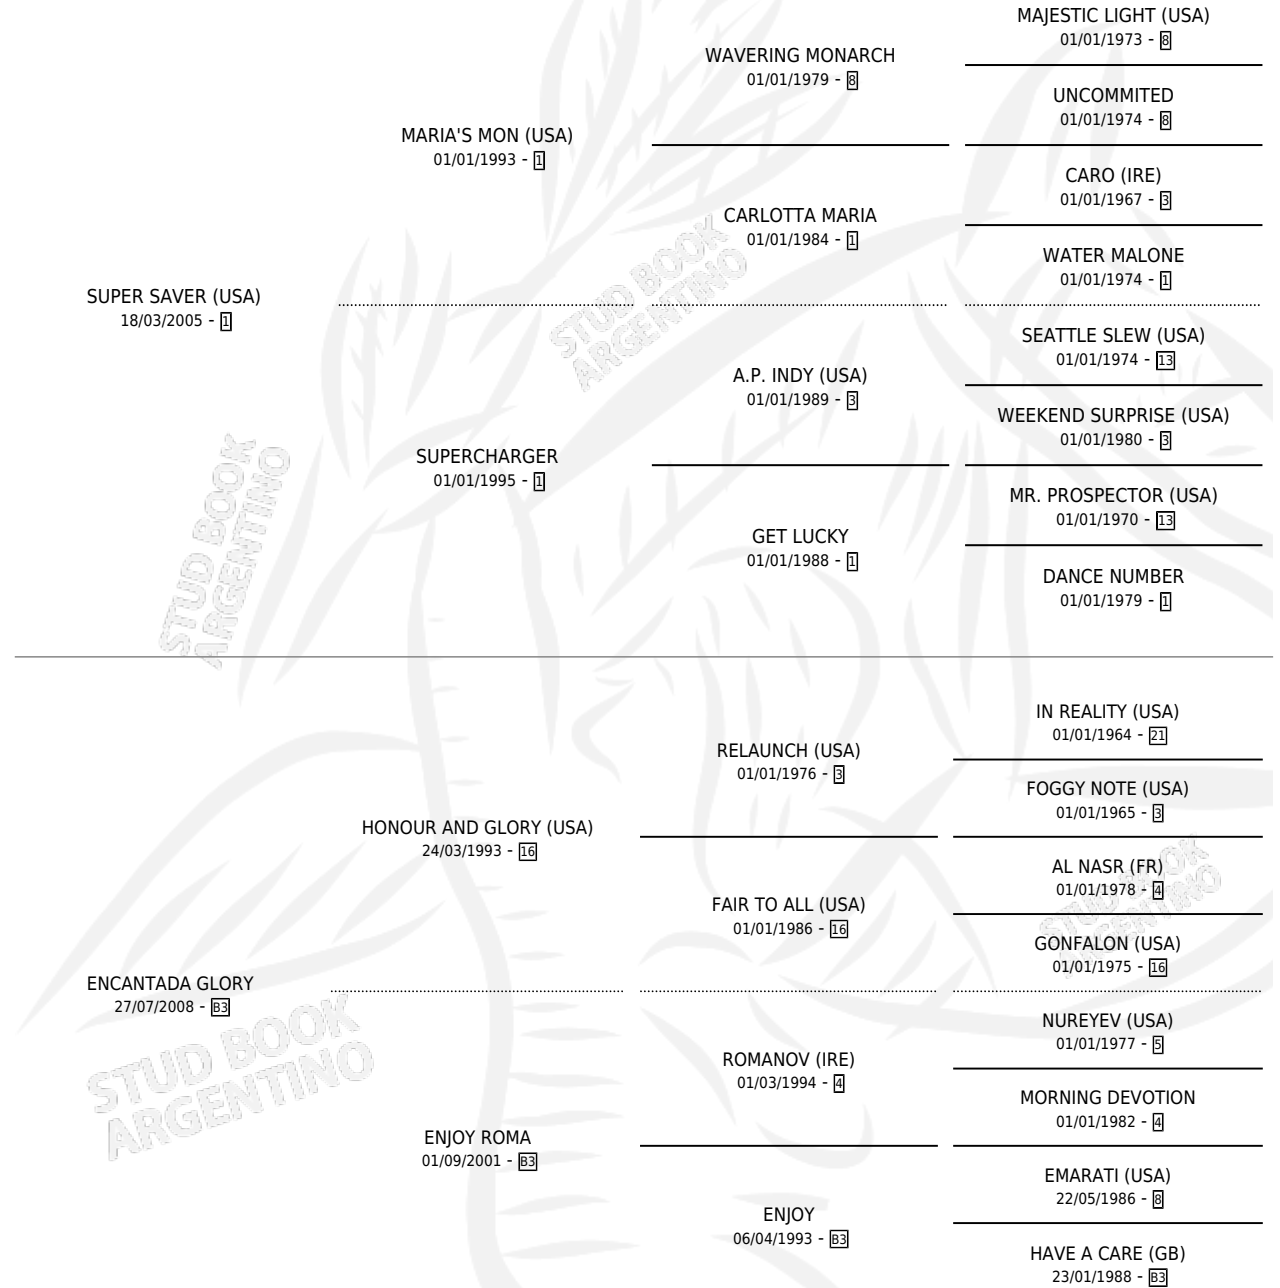 MAJESTIC LIGHT (USA)
01/01/1973 - 8
WAVERING MONARCH
01/01/1979 - 8
UNCOMMITED
01/01/1974 - 8
MARIA'S MON (USA)
01/01/1993 - 1
CARO (IRE)
01/01/1967 - 3
CARLOTTA MARIA
01/01/1984 - 1
WATER MALONE
01/01/1974 - 1
SUPER SAVER (USA)
18/03/2005 - 1
STUD BOOK
ARGENTINO
SEATTLE SLEW (USA)
01/01/1974 - 13
A.P. INDY (USA)
01/01/1989 - 3
WEEKEND SURPRISE (USA)
01/01/1980 - 3
SUPERCHARGER
01/01/1995 - 1
MR. PROSPECTOR (USA)
01/01/1970 - 13
GET LUCKY
01/01/1988 - 1
DANCE NUMBER
01/01/1979 - 1
STUD BOOK
ARGENTINO
IN REALITY (USA)
01/01/1964 - 21
RELAUNCH (USA)
01/01/1976 - 3
FOGGY NOTE (USA)
01/01/1965 - 3
HONOUR AND GLORY (USA)
24/03/1993 - 16
AL NASR (FR)
01/01/1978 - 4
STUD BOOK
ARGENTINO
FAIR TO ALL (USA)
01/01/1986 - 16
GONFALON (USA)
01/01/1975 - 16
ENCANTADA GLORY
27/07/2008 - B3
NUREYEV (USA)
01/01/1977 - 5
STUD BOOK
ARGENTINO
ROMANOV (IRE)
01/03/1994 - 4
MORNING DEVOTION
01/01/1982 - 4
ENJOY ROMA
01/09/2001 - B3
EMARATI (USA)
22/05/1986 - 8
ENJOY
06/04/1993 - B3
HAVE A CARE (GB)
23/01/1988 - B3